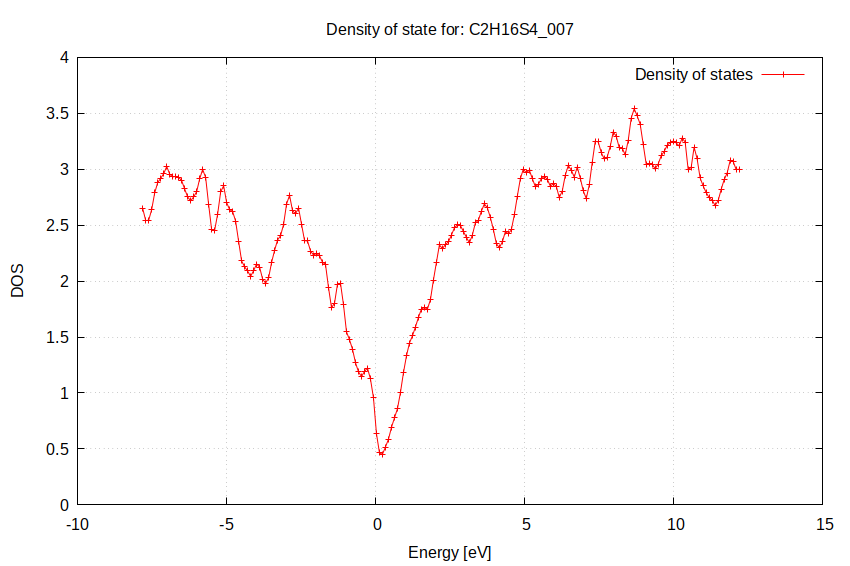 Density of state for: C2H16S4_007
Density of states
4
3.5
3
2.5
2
1.5
1
0.5
0
DOS
-10 -5 0 5 10 15
Energy [eV]